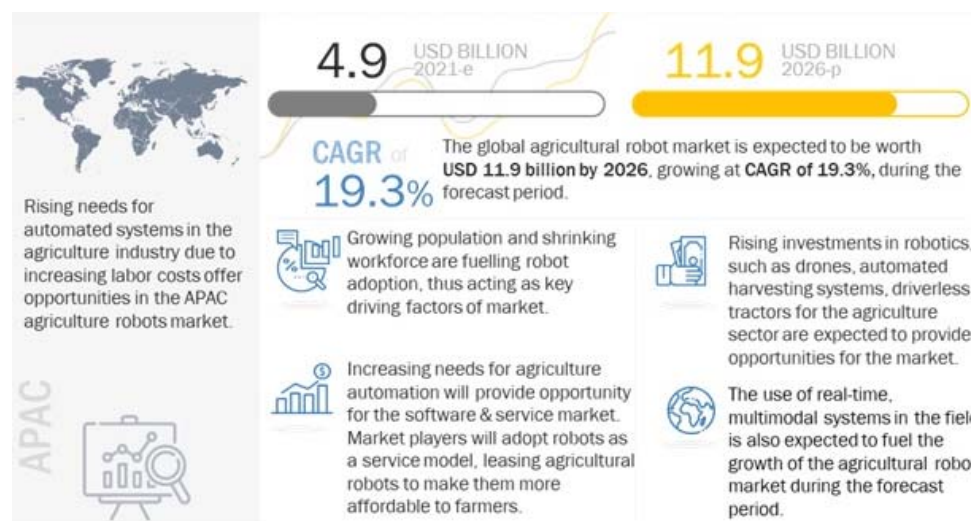 4.9 USD BILLION
2021-e
11.9 USD BILLION
2026-p
CAGR of
19.3%
The global agricultural robot market is expected to be worth
USD 11.9 billion by 2026, growing at CAGR of 19.3%, during the
forecast period.
Rising needs for
automated systems in the
agriculture industry due to
increasing labor costs offer
opportunities in the APAC
agriculture robots market.
APAC
Growing population and shrinking
workforce are fuelling robot
adoption, thus acting as key
driving factors of market.
Increasing needs for agriculture
automation will provide opportunity
for the software & service market.
Market players will adopt robots as
a service model, leasing agricultural
robots to make them more
affordable to farmers.
Rising investments in robotics,
such as drones, automated
harvesting systems, driverless
tractors for the agriculture
sector are expected to provide
opportunities for the market.
The use of real-time,
multimodal systems in the field
is also expected to fuel the
growth of the agricultural robo
market during the forecast
period.